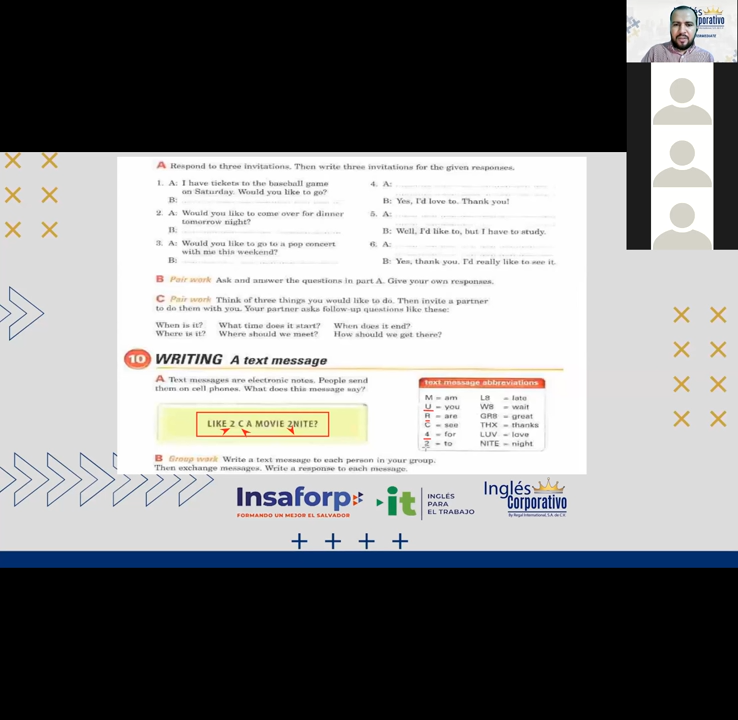 Inglés
Corporativo
A Respond to three invitations. Then write three invitations for the given responses.
1. A: I have tickets to the baseball game
on Saturday. Would you like to go?
B:
2. A: Would you like to come over for dinner
tomorrow night?
B:
3. A: Would you like to go to a pop concert
with me this weekend?
B:
4. A:
B: Yes, I'd love to. Thank you!
5. A:
B: Well, I'd like to, but I have to study.
6. A:
B: Yes, thank you. I'd really like to see it.
B Pair work Ask and answer the questions in part A. Give your own responses.
C Pair work Think of three things you would like to do. Then invite a partner
to do them with you. Your partner asks follow-up questions like these:
When is it? What time does it start? When does it end?
Where is it? Where should we meet? How should we get there?
10 WRITING A text message
A Text messages are electronic notes. People send
them on cell phones. What does this message say?
LIKE 2 C A MOVIE 2NITE?
text message abbreviations
M = am
U = you
R = are
C = see
4 = for
2 = to
L8 = late
W8 = wait
GR8 = great
THX = thanks
LUV = love
NITE = night
B Group work Write a text message to each person in your group.
Then exchange messages. Write a response to each message.
Insaforp
FORMANDO UN MEJOR EL SALVADOR
it
INGLÉS
PARA
EL TRABAJO
Inglés
Corporativo
By Regal International, S.A. de C.V.